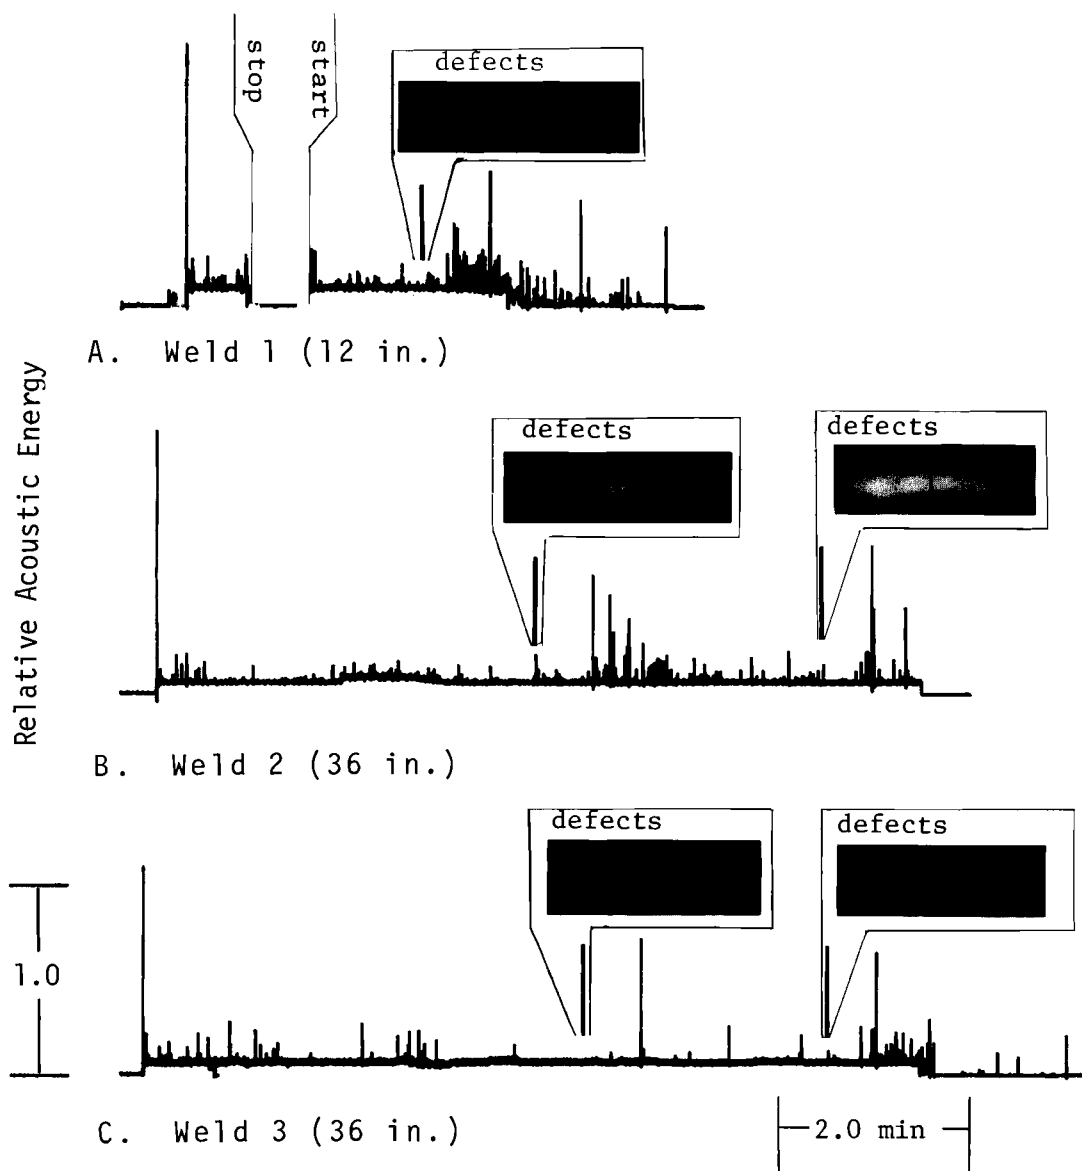 stop
start
defects
A. Weld 1 (12 in.)
Relative Acoustic Energy
defects
defects
B. Weld 2 (36 in.)
defects
defects
1.0
2.0 min
C. Weld 3 (36 in.)